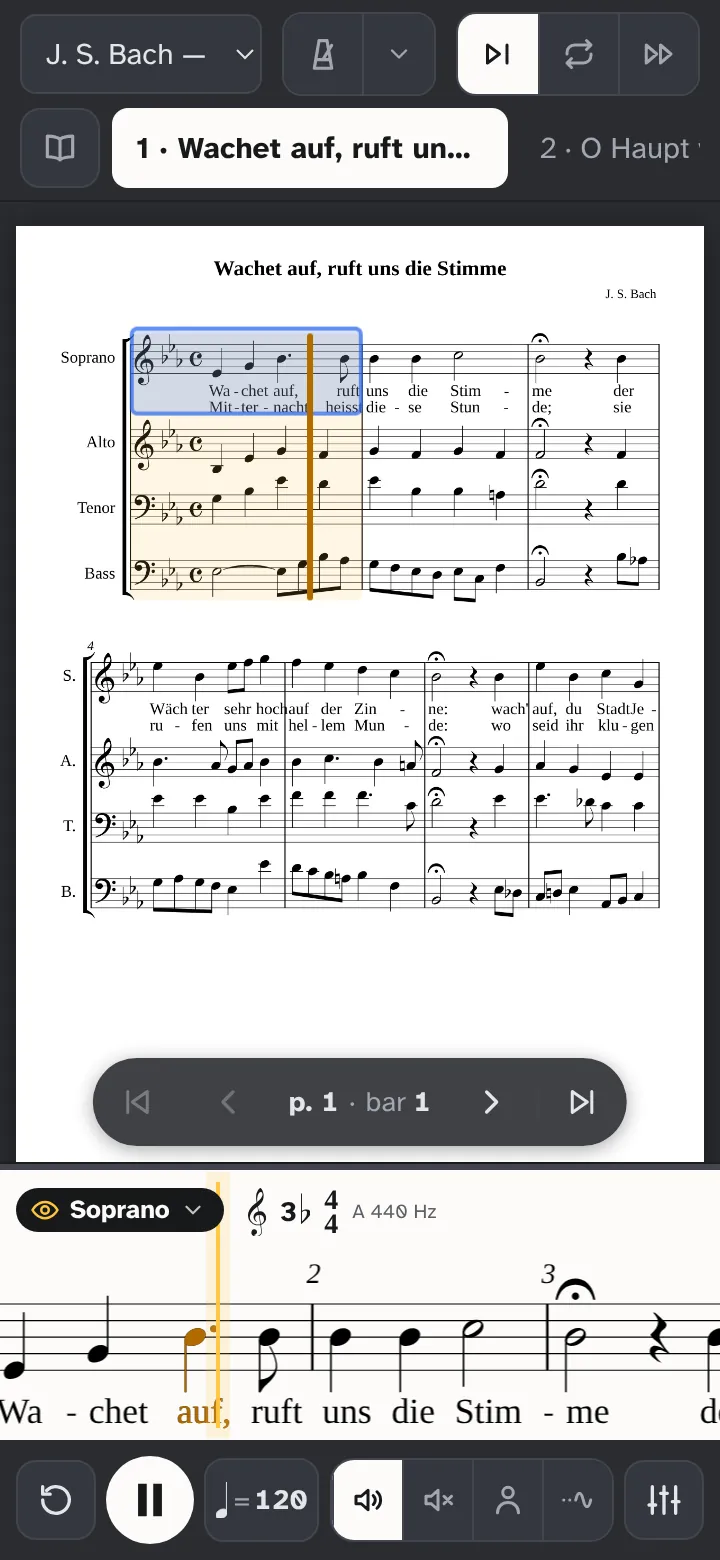 J. S. Bach —
1 · Wachet auf, ruft un...
2 · O Haupt
Wachet auf, ruft uns die Stimme
J. S. Bach
Soprano
Wa - chet auf, ruft uns die Stim - me der
Mit - ter - nacht heisst die - se Stun - de; sie
Alto
Tenor
Bass
4
S.
Wäch ter sehr hoch auf der Zin - ne: wach' auf, du Stadt Je -
ru - fen uns mit hel - lem Mun - de: wo seid ihr klu - gen
A.
T.
B.
p. 1 · bar 1
Soprano
3♭ 4 4 A 440 Hz
2 3
Wa - chet auf, ruft uns die Stim - me
♩ = 120